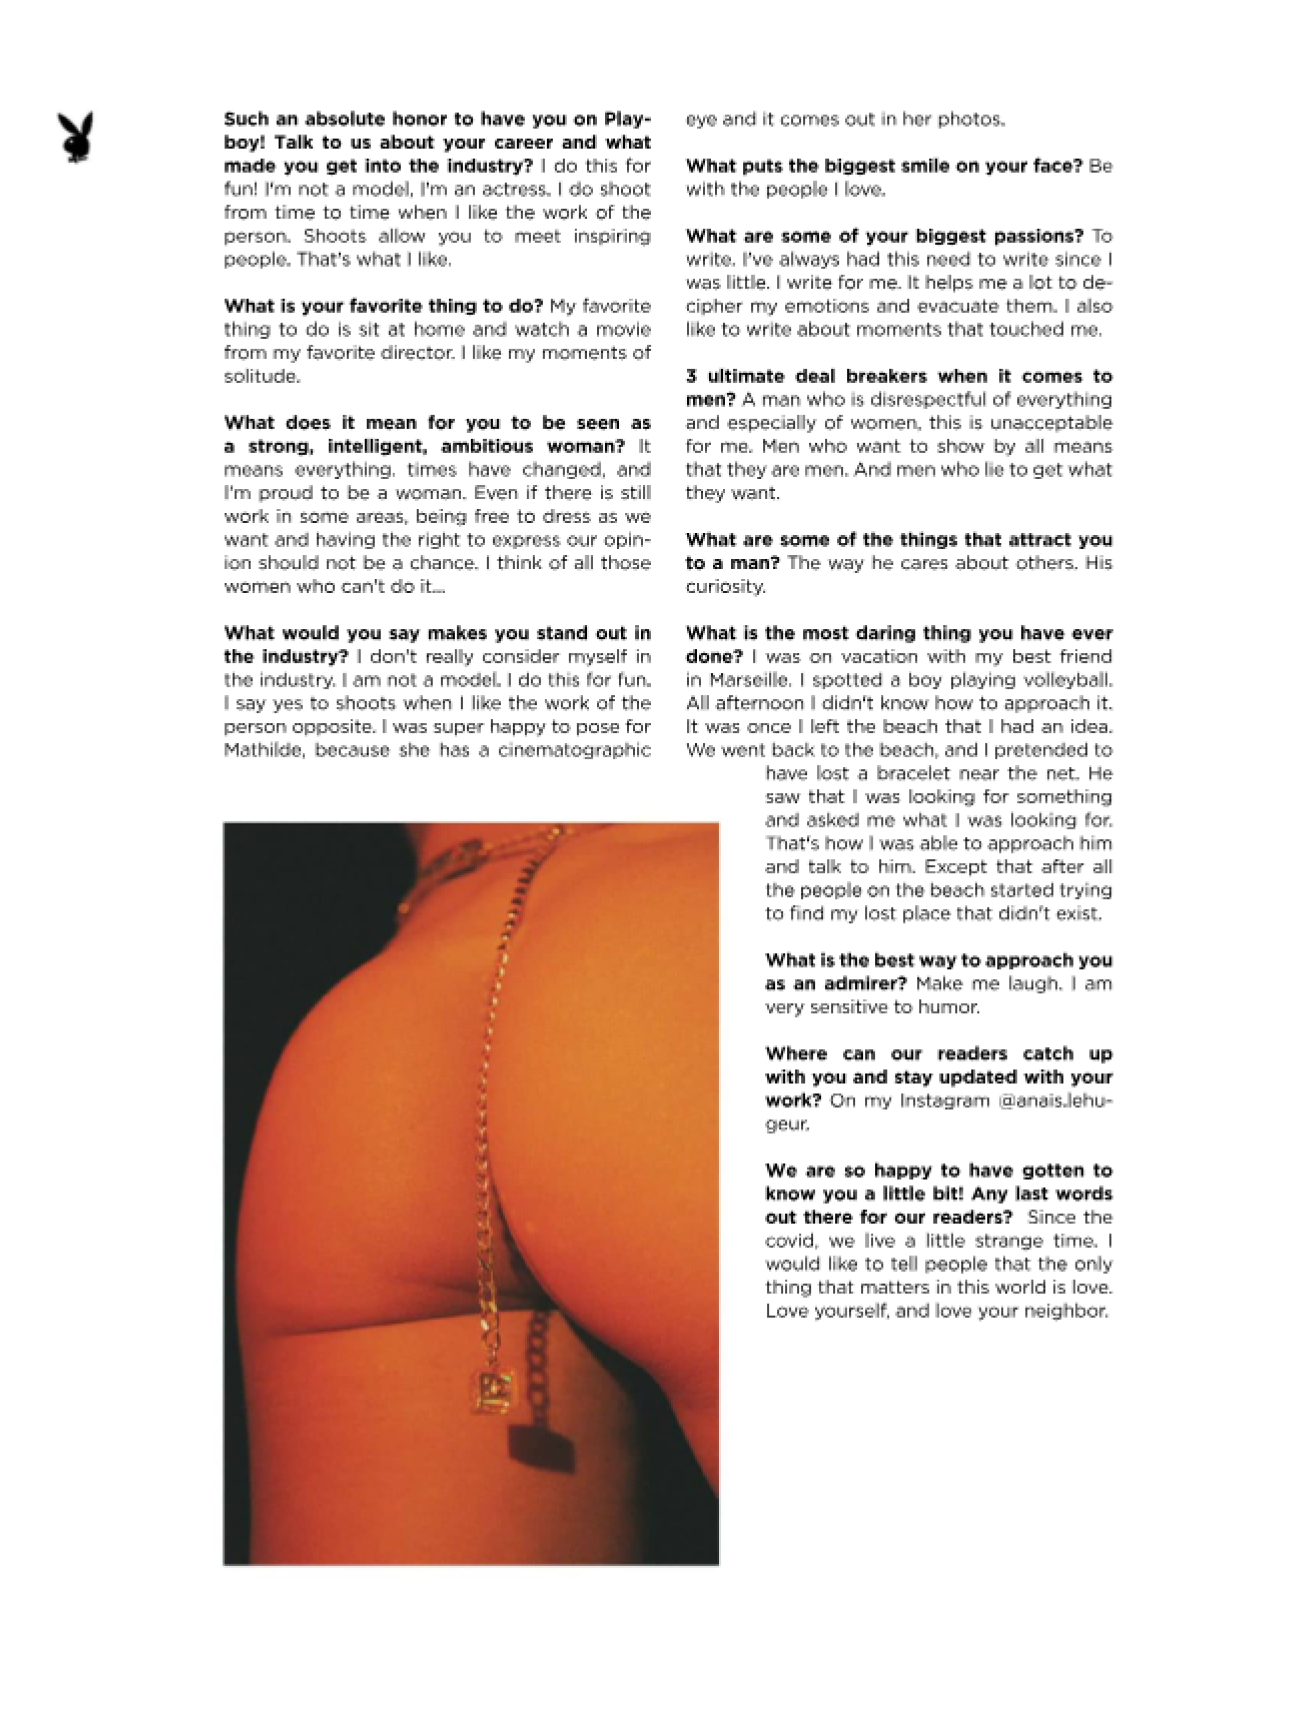 Such an absolute honor to have you on Play-
boy! Talk to us about your career and what
made you get into the industry? I do this for
fun! I'm not a model, I'm an actress. I do shoot
from time to time when I like the work of the
person. Shoots allow you to meet inspiring
people. That's what I like.
What is your favorite thing to do? My favorite
thing to do is sit at home and watch a movie
from my favorite director. I like my moments of
solitude.
What does it mean for you to be seen as
a strong, intelligent, ambitious woman? It
means everything. times have changed, and
I'm proud to be a woman. Even if there is still
work in some areas, being free to dress as we
want and having the right to express our opin-
ion should not be a chance. I think of all those
women who can't do it...
What would you say makes you stand out in
the industry? I don't really consider myself in
the industry. I am not a model. I do this for fun.
I say yes to shoots when I like the work of the
person opposite. I was super happy to pose for
Mathilde, because she has a cinematographic
eye and it comes out in her photos.
What puts the biggest smile on your face? Be
with the people I love.
What are some of your biggest passions? To
write. I've always had this need to write since I
was little. I write for me. It helps me a lot to de-
cipher my emotions and evacuate them. I also
like to write about moments that touched me.
3 ultimate deal breakers when it comes to
men? A man who is disrespectful of everything
and especially of women, this is unacceptable
for me. Men who want to show by all means
that they are men. And men who lie to get what
they want.
What are some of the things that attract you
to a man? The way he cares about others. His
curiosity.
What is the most daring thing you have ever
done? I was on vacation with my best friend
in Marseille. I spotted a boy playing volleyball.
All afternoon I didn't know how to approach it.
It was once I left the beach that I had an idea.
We went back to the beach, and I pretended to
have lost a bracelet near the net. He
saw that I was looking for something
and asked me what I was looking for.
That's how I was able to approach him
and talk to him. Except that after all
the people on the beach started trying
to find my lost place that didn't exist.
What is the best way to approach you
as an admirer? Make me laugh. I am
very sensitive to humor.
Where can our readers catch up
with you and stay updated with your
work? On my Instagram @anais.lehu-
geur.
We are so happy to have gotten to
know you a little bit! Any last words
out there for our readers? Since the
covid, we live a little strange time. I
would like to tell people that the only
thing that matters in this world is love.
Love yourself, and love your neighbor.